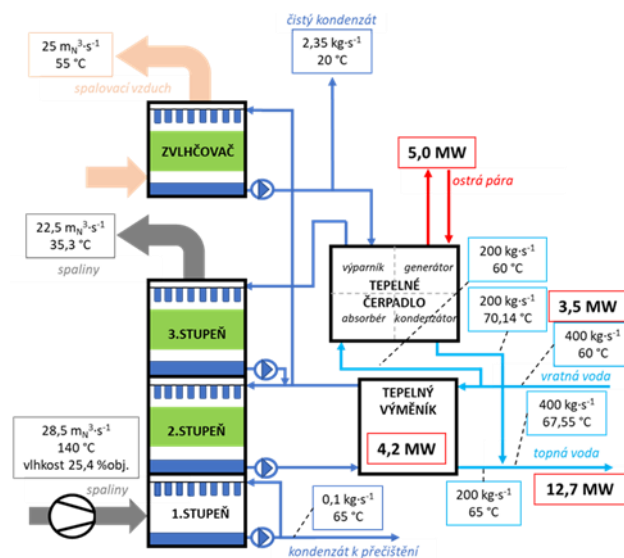 čistý kondenzát
25 m_N³·s⁻¹
55 °C
2,35 kg·s⁻¹
20 °C
spalovací vzduch
ZVLHČOVAČ
5,0 MW
ostrá pára
22,5 m_N³·s⁻¹
35,3 °C
spaliny
200 kg·s⁻¹
60 °C
výparník generátor
TEPELNÉ
ČERPADLO
absorbér kondenzátor
200 kg·s⁻¹
70,14 °C
3,5 MW
400 kg·s⁻¹
60 °C
vratná voda
3.STUPEŇ
2.STUPEŇ
TEPELNÝ
VÝMĚNÍK
4,2 MW
400 kg·s⁻¹
67,55 °C
topná voda
28,5 m_N³·s⁻¹
140 °C
vlhkost 25,4 %obj.
spaliny
1.STUPEŇ
0,1 kg·s⁻¹
65 °C
200 kg·s⁻¹
65 °C
12,7 MW
kondenzát k přečištění